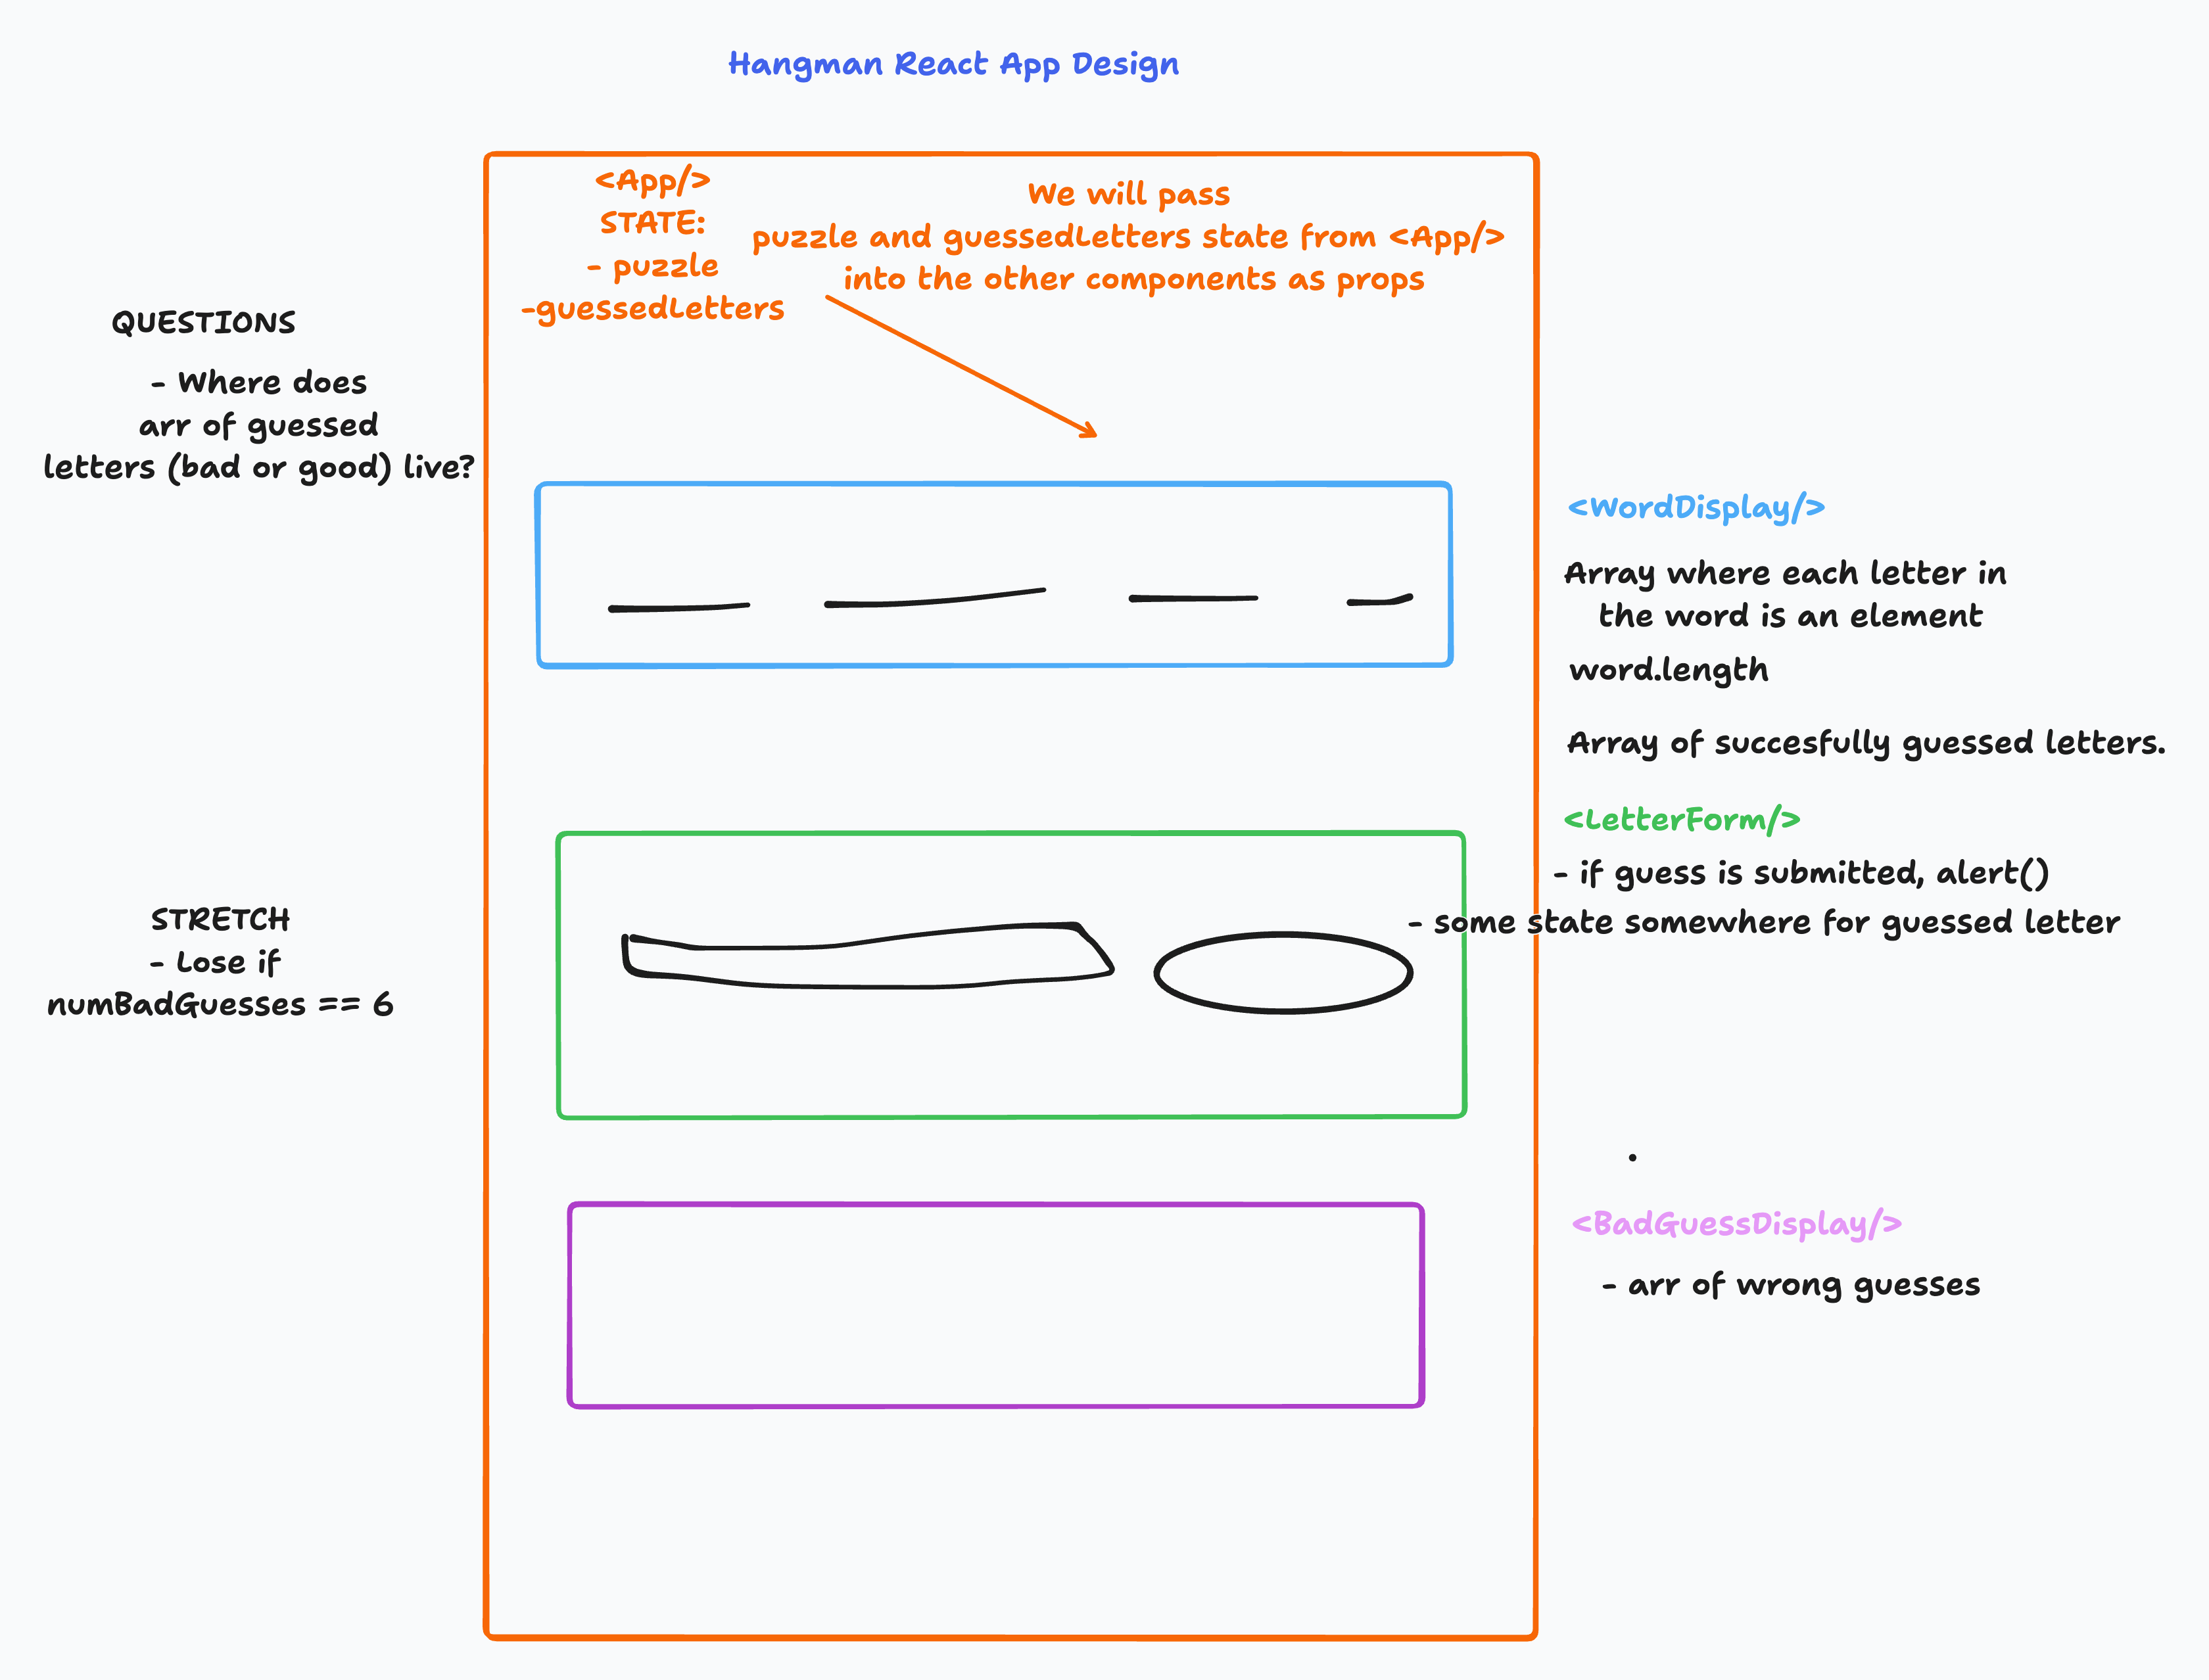 Hangman React App Design
<App/>
STATE:
- puzzle
-guessedLetters
We will pass
puzzle and guessedLetters state from <App/>
into the other components as props
QUESTIONS
- Where does
arr of guessed
letters (bad or good) live?
<WordDisplay/>
Array where each letter in
the word is an element
word.length
Array of succesfully guessed letters.
<LetterForm/>
- if guess is submitted, alert()
- some state somewhere for guessed letter
STRETCH
- Lose if
numBadGuesses == 6
<BadGuessDisplay/>
- arr of wrong guesses